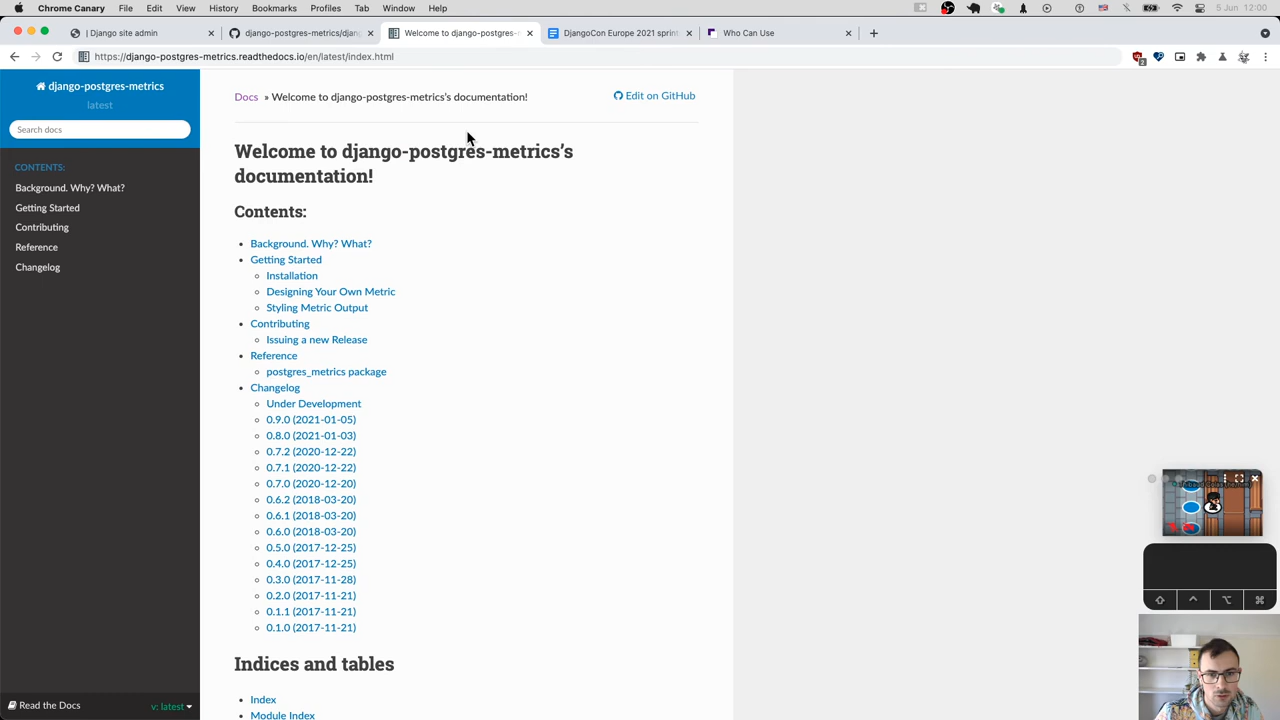 Chrome Canary File Edit View History Bookmarks Profiles Tab Window Help 5 Jun 12:00
| Django site admin
django-postgres-metrics/djan
Welcome to django-postgres-
DjangoCon Europe 2021 sprint
Who Can Use
https://django-postgres-metrics.readthedocs.io/en/latest/index.html
django-postgres-metrics
latest
Search docs
CONTENTS:
Background. Why? What?
Getting Started
Contributing
Reference
Changelog
Read the Docs
v: latest
Docs » Welcome to django-postgres-metrics's documentation!
Edit on GitHub
Welcome to django-postgres-metrics's
documentation!
Contents:
Background. Why? What?
Getting Started
Installation
Designing Your Own Metric
Styling Metric Output
Contributing
Issuing a new Release
Reference
postgres_metrics package
Changelog
Under Development
0.9.0 (2021-01-05)
0.8.0 (2021-01-03)
0.7.2 (2020-12-22)
0.7.1 (2020-12-22)
0.7.0 (2020-12-20)
0.6.2 (2018-03-20)
0.6.1 (2018-03-20)
0.6.0 (2018-03-20)
0.5.0 (2017-12-25)
0.4.0 (2017-12-25)
0.3.0 (2017-11-28)
0.2.0 (2017-11-21)
0.1.1 (2017-11-21)
0.1.0 (2017-11-21)
Indices and tables
Index
Module Index